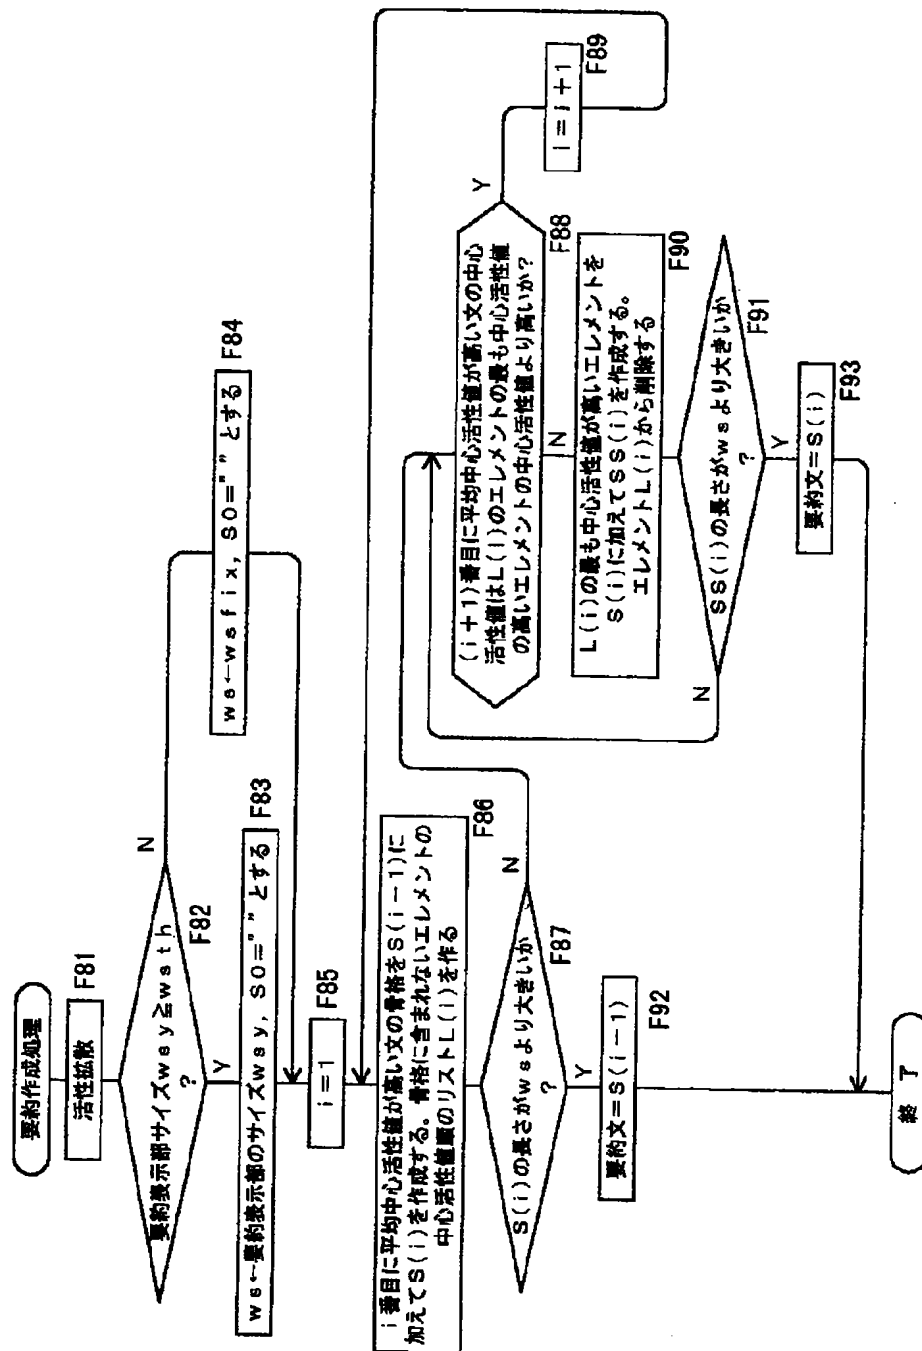 要約作成処理
活性拡散
F81
要約表示部サイズwsy≧wsth
?
F82
N
Y
ws←要約表示部のサイズwsy, S0=""とする
F83
ws←wsfix, S0=""とする
F84
i=1
F85
i番目に平均中心活性値が高い文の骨格をS(i-1)に
加えてS(i)を作成する。骨格に含まれないエレメントの
中心活性値順のリストL(i)を作る
F86
S(i)の長さがwsより大きいか
?
F87
N
Y
要約文=S(i-1)
F92
(i+1)番目に平均中心活性値が高い文の中心
活性値はL(i)のエレメントの最も中心活性値
の高いエレメントの中心活性値より高いか?
F88
Y
N
i=i+1
F89
L(i)の最も中心活性値が高いエレメントを
S(i)に加えてSS(i)を作成する。
エレメントL(i)から削除する
F90
SS(i)の長さがwsより大きいか
?
F91
N
Y
要約文=S(i)
F93
終了